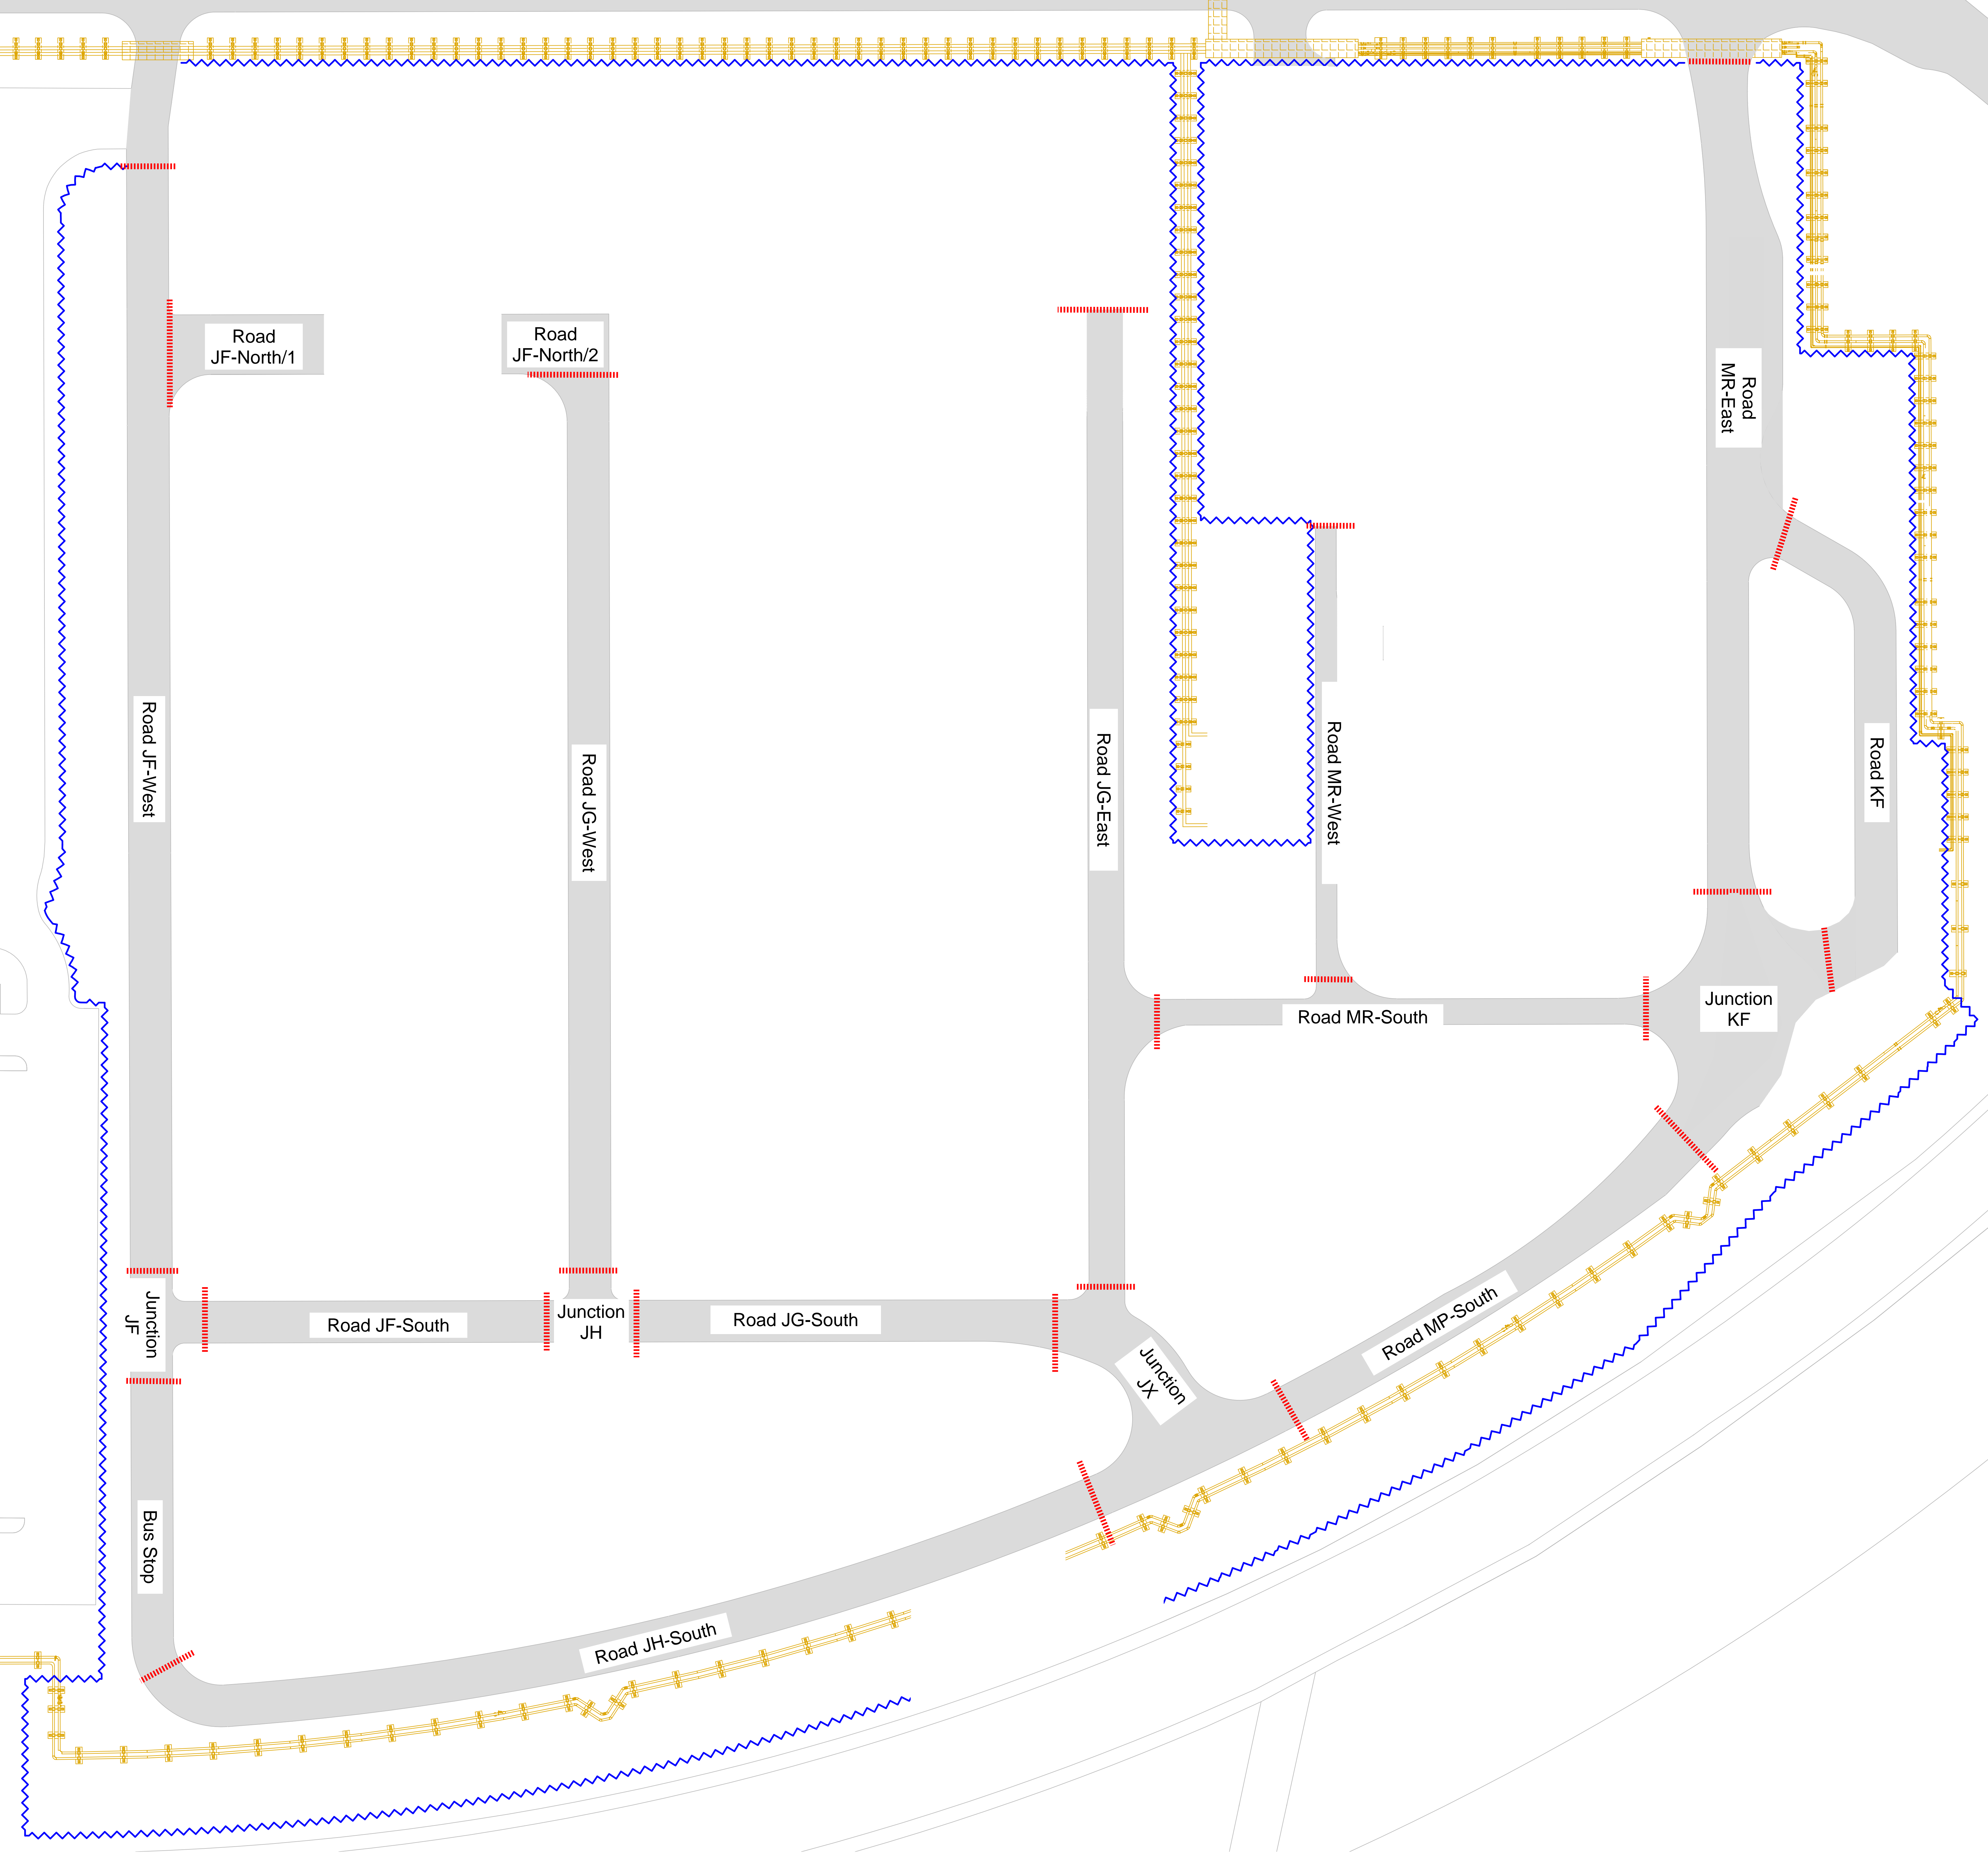 Road
JF-North/1
Road
JF-North/2
Road
MR-East
Road JF-West
Road JG-West
Road JG-East
Road MR-West
Road KF
Road MR-South
Junction
KF
Junction
JF
Road JF-South
Junction
JH
Road JG-South
Junction
JX
Road MP-South
Bus Stop
Road JH-South